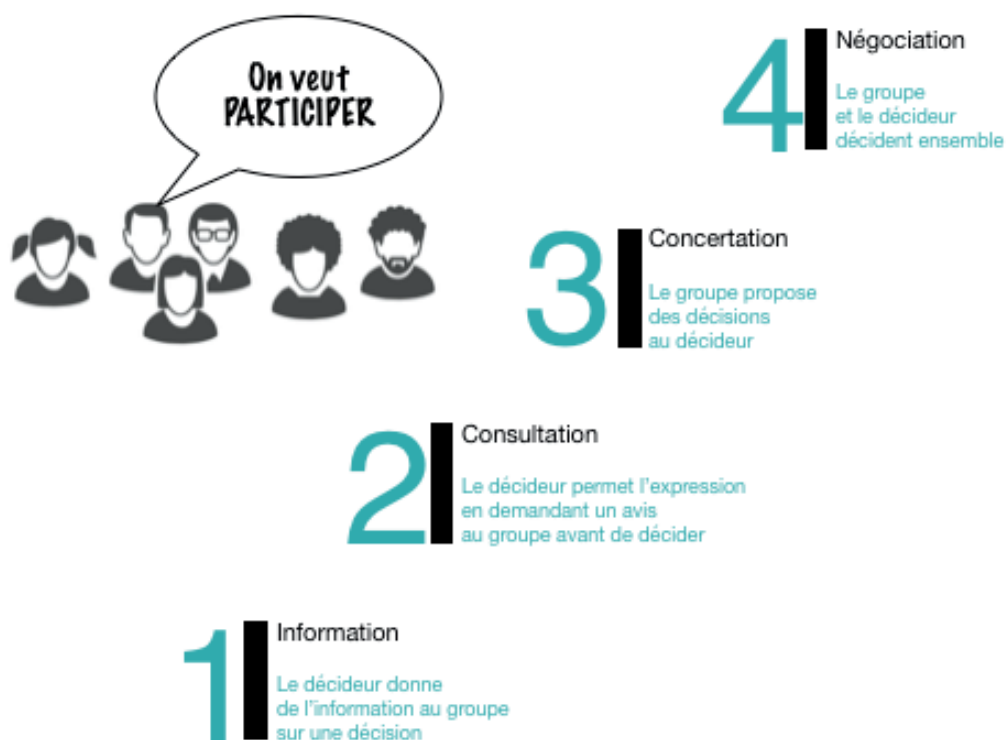 On veut
PARTICIPER
4
Négociation
Le groupe
et le décideur
décident ensemble
3
Concertation
Le groupe propose
des décisions
au décideur
2
Consultation
Le décideur permet l'expression
en demandant un avis
au groupe avant de décider
1
Information
Le décideur donne
de l'information au groupe
sur une décision